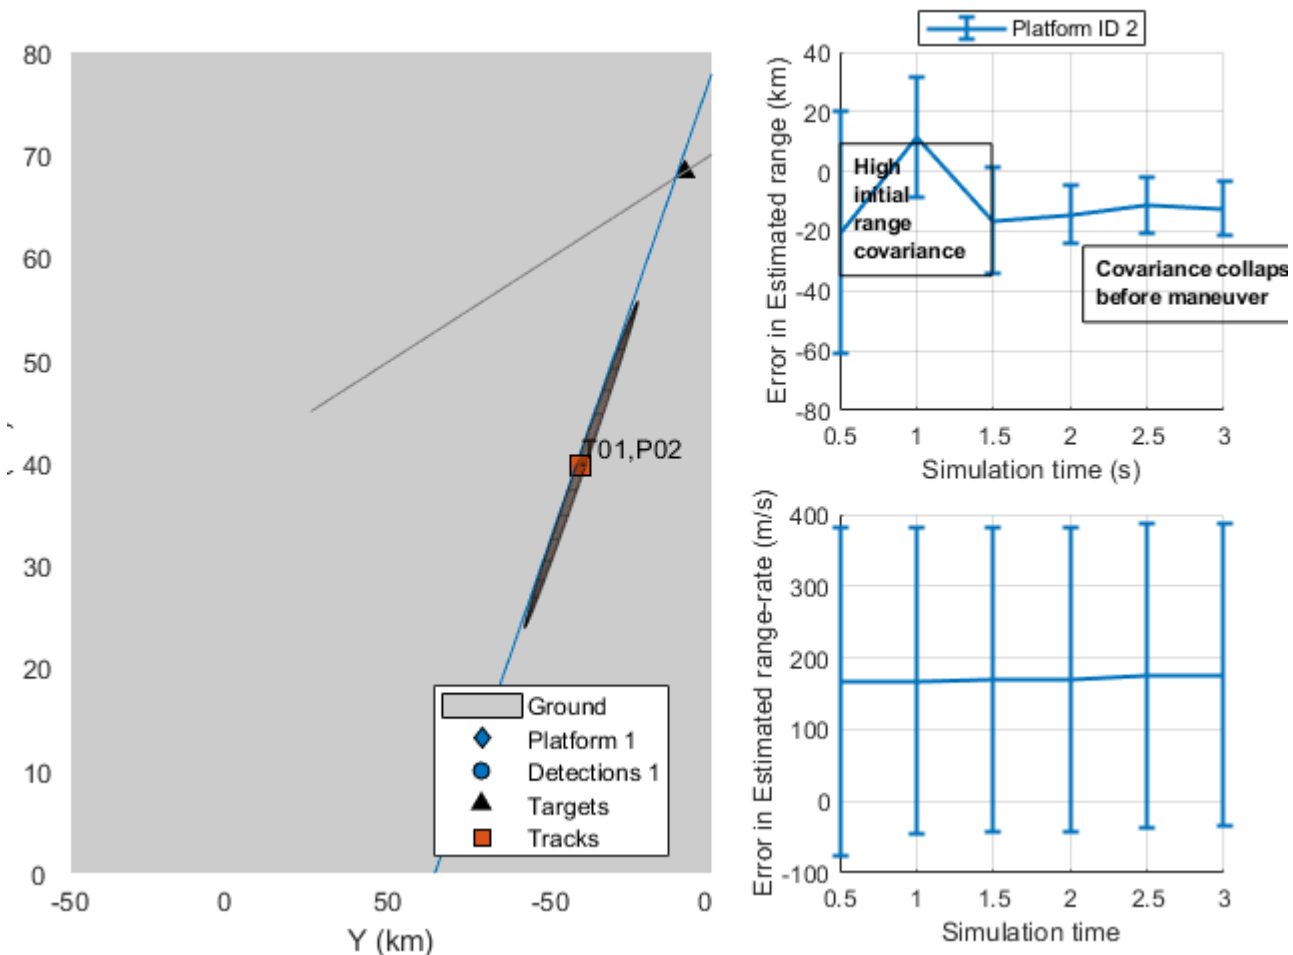 80
70
60
50
40
30
20
10
0
-50
0
50
-50
0
Y (km)
T01,P02
Ground
Platform 1
Detections 1
Targets
Tracks
Platform ID 2
Error in Estimated range (km)
40
20
0
-20
-40
-60
-80
High
initial
range
covariance
Covariance collaps
before maneuver
0.5
1
1.5
2
2.5
3
Simulation time (s)
Error in Estimated range-rate (m/s)
400
300
200
100
0
-100
0.5
1
1.5
2
2.5
3
Simulation time